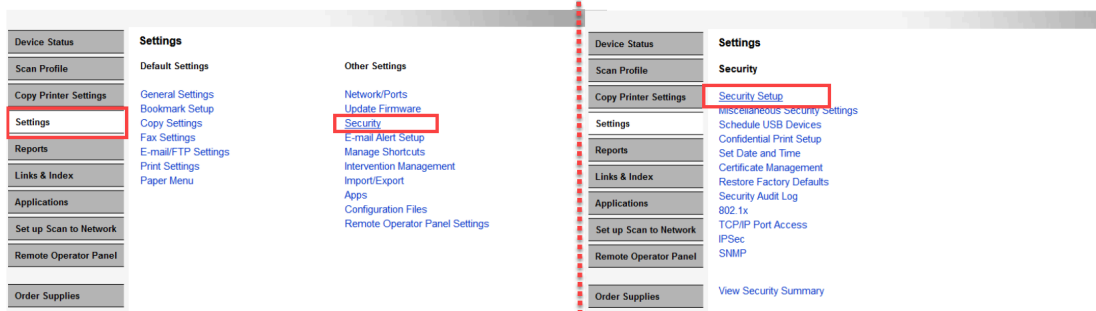 Device Status
Scan Profile
Copy Printer Settings
Settings
Reports
Links & Index
Applications
Set up Scan to Network
Remote Operator Panel
Order Supplies
Settings
Default Settings
General Settings
Bookmark Setup
Copy Settings
Fax Settings
E-mail/FTP Settings
Print Settings
Paper Menu
Other Settings
Network/Ports
Update Firmware
Security
E-mail Alert Setup
Manage Shortcuts
Intervention Management
Import/Export
Apps
Configuration Files
Remote Operator Panel Settings
Device Status
Scan Profile
Copy Printer Settings
Settings
Reports
Links & Index
Applications
Set up Scan to Network
Remote Operator Panel
Order Supplies
Settings
Security
Security Setup
Miscellaneous Security Settings
Schedule USB Devices
Confidential Print Setup
Set Date and Time
Certificate Management
Restore Factory Defaults
Security Audit Log
802.1x
TCP/IP Port Access
IPSec
SNMP
View Security Summary